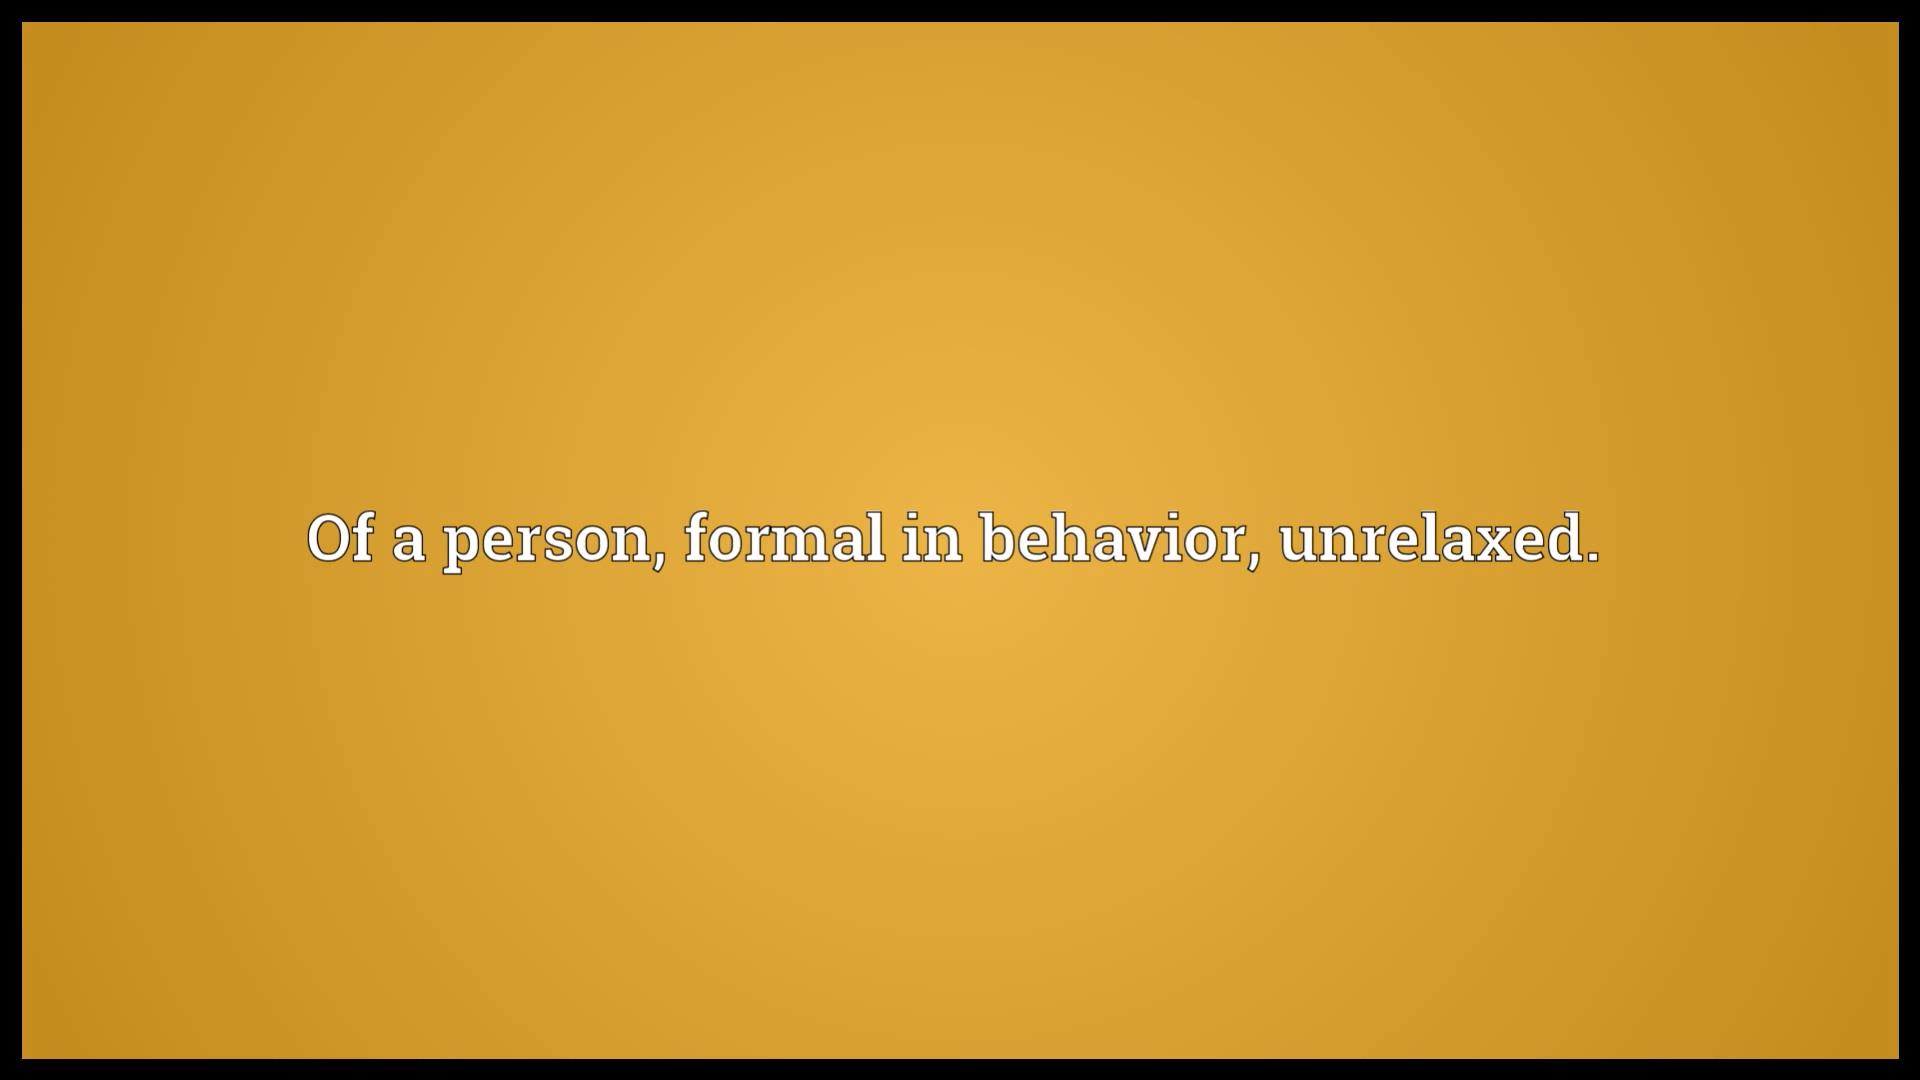 Of a person, formal in behavior, unrelaxed.